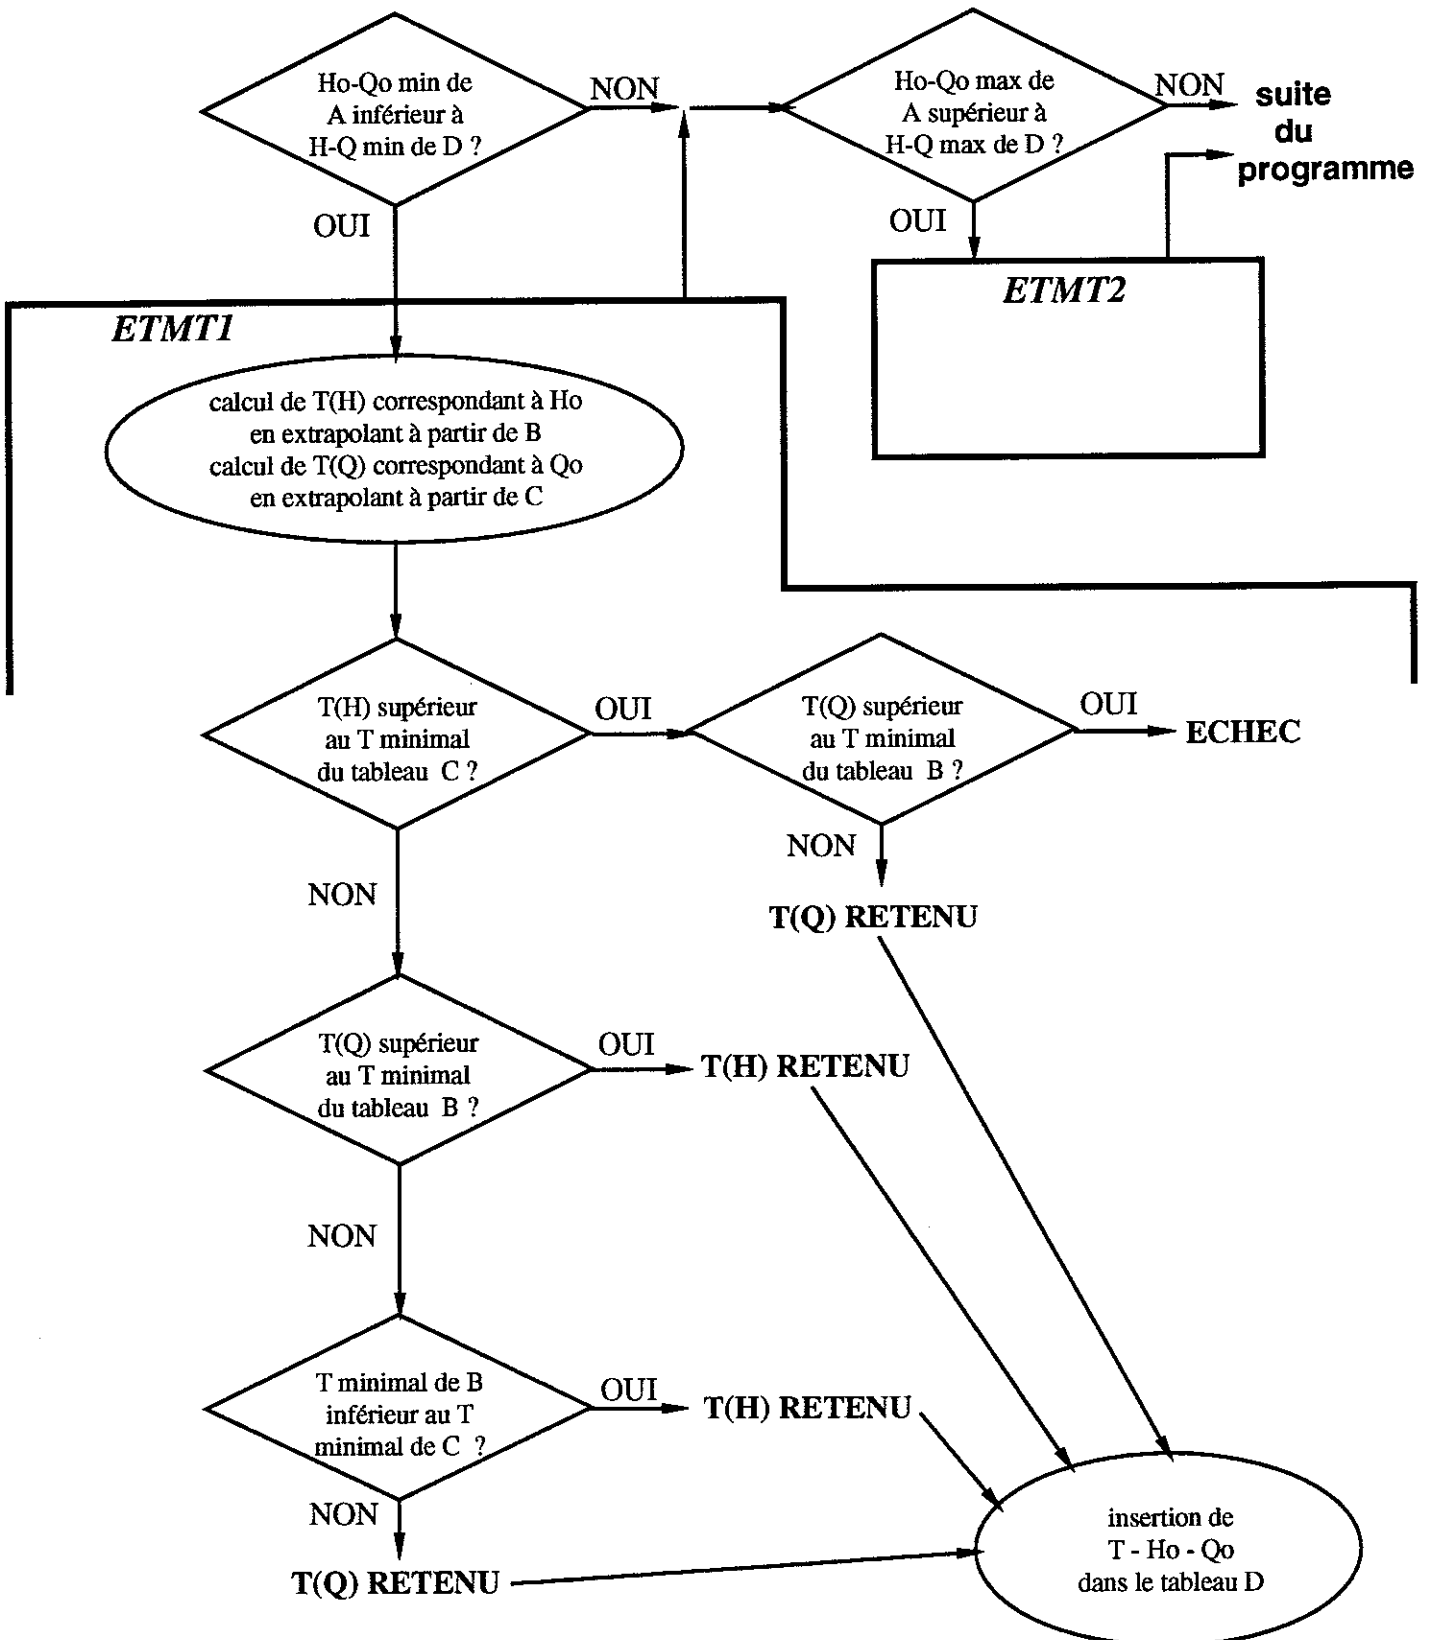 Ho-Qo min de
A inférieur à
H-Q min de D ?
NON
OUI
Ho-Qo max de
A supérieur à
H-Q max de D ?
NON
suite
du
programme
OUI
ETMT2
ETMT1
calcul de T(H) correspondant à Ho
en extrapolant à partir de B
calcul de T(Q) correspondant à Qo
en extrapolant à partir de C
T(H) supérieur
au T minimal
du tableau C ?
OUI
T(Q) supérieur
au T minimal
du tableau B ?
OUI
ECHEC
NON
T(Q) RETENU
NON
T(Q) supérieur
au T minimal
du tableau B ?
OUI
T(H) RETENU
NON
T minimal de B
inférieur au T
minimal de C ?
OUI
T(H) RETENU
NON
T(Q) RETENU
insertion de
T - Ho - Qo
dans le tableau D